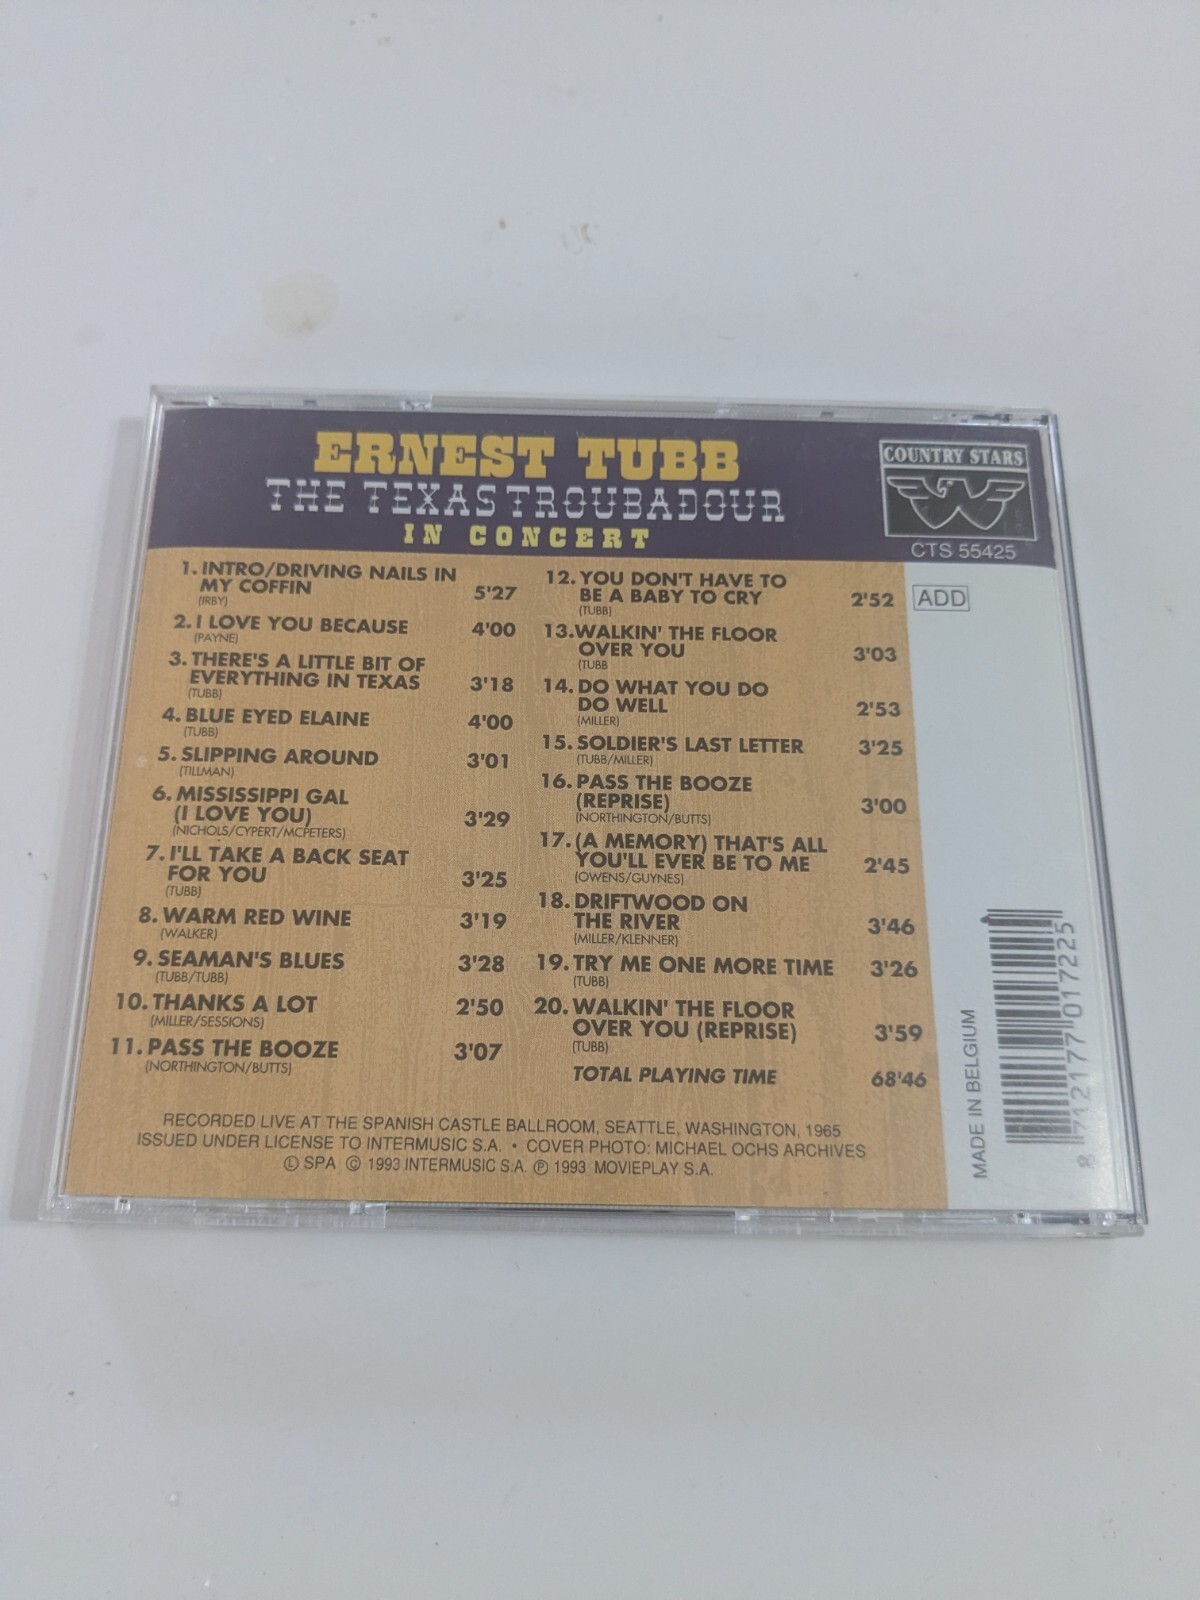 ERNEST TUBB
THE TEXAS TROUBADOUR
IN CONCERT
COUNTRY STARS
CTS 55425
ADD
1. INTRO/DRIVING NAILS IN
MY COFFIN 5'27
(IRBY)
2. I LOVE YOU BECAUSE 4'00
(PAYNE)
3. THERE'S A LITTLE BIT OF
EVERYTHING IN TEXAS 3'18
(TUBB)
4. BLUE EYED ELAINE 4'00
(TUBB)
5. SLIPPING AROUND 3'01
(TILLMAN)
6. MISSISSIPPI GAL
(I LOVE YOU) 3'29
(NICHOLS/CYPERT/MCPETERS)
7. I'LL TAKE A BACK SEAT
FOR YOU 3'25
(TUBB)
8. WARM RED WINE 3'19
(WALKER)
9. SEAMAN'S BLUES 3'28
(TUBB/TUBB)
10. THANKS A LOT 2'50
(MILLER/SESSIONS)
11. PASS THE BOOZE 3'07
(NORTHINGTON/BUTTS)
12. YOU DON'T HAVE TO
BE A BABY TO CRY 2'52
(TUBB)
13. WALKIN' THE FLOOR
OVER YOU 3'03
(TUBB
14. DO WHAT YOU DO
DO WELL 2'53
(MILLER)
15. SOLDIER'S LAST LETTER 3'25
(TUBB/MILLER)
16. PASS THE BOOZE
(REPRISE) 3'00
(NORTHINGTON/BUTTS)
17. (A MEMORY) THAT'S ALL
YOU'LL EVER BE TO ME 2'45
(OWENS/GUYNES)
18. DRIFTWOOD ON
THE RIVER 3'46
(MILLER/KLENNER)
19. TRY ME ONE MORE TIME 3'26
(TUBB)
20. WALKIN' THE FLOOR
OVER YOU (REPRISE) 3'59
(TUBB)
TOTAL PLAYING TIME 68'46
RECORDED LIVE AT THE SPANISH CASTLE BALLROOM, SEATTLE, WASHINGTON, 1965
ISSUED UNDER LICENSE TO INTERMUSIC S.A. • COVER PHOTO: MICHAEL OCHS ARCHIVES
Ⓛ SPA © 1993 INTERMUSIC S.A. ℗ 1993 MOVIEPLAY S.A.
MADE IN BELGIUM
8 712177 017225